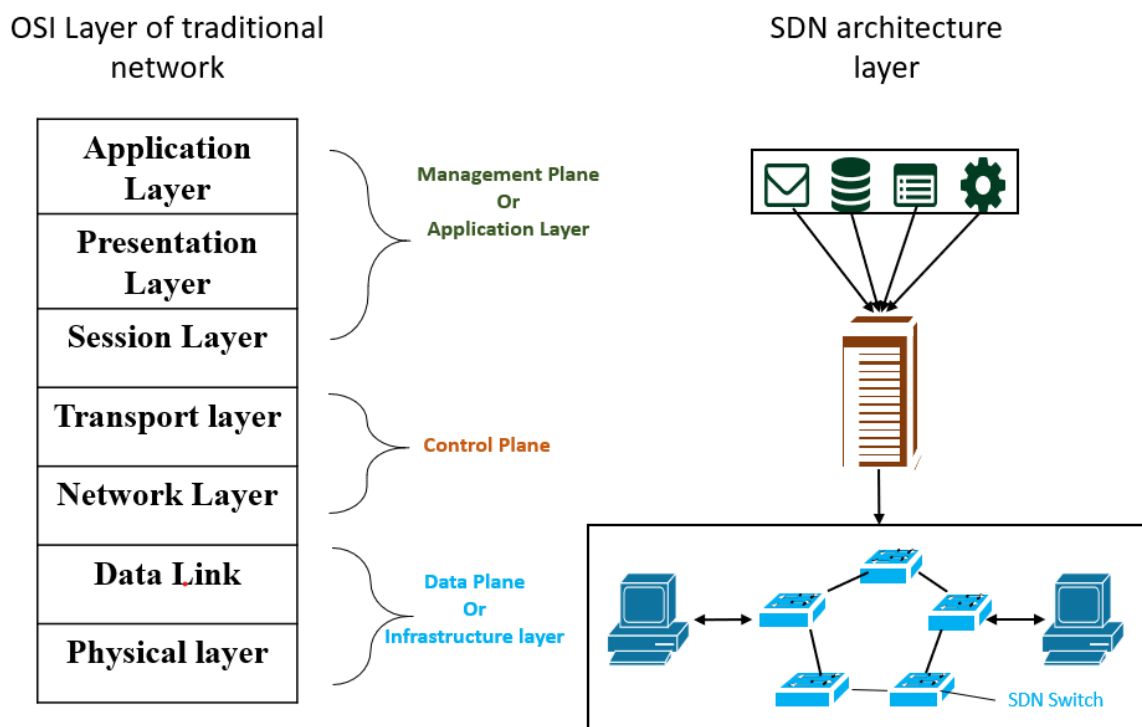 OSI Layer of traditional
network
SDN architecture
layer
Application
Layer
Presentation
Layer
Session Layer
Transport layer
Network Layer
Data Link
Physical layer
Management Plane
Or
Application Layer
Control Plane
Data Plane
Or
Infrastructure layer
SDN Switch